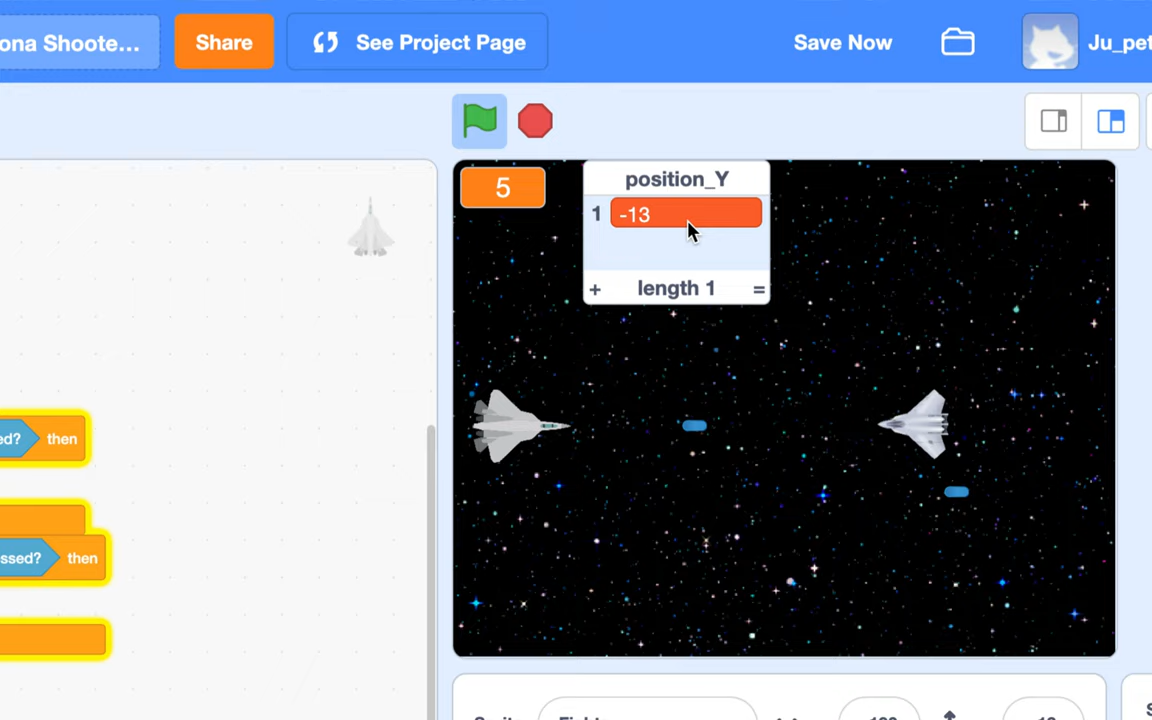 ona Shoote...
Share
See Project Page
Save Now
Ju_pet
5
position_Y
1 -13
+ length 1 =
ed? then
ssed? then